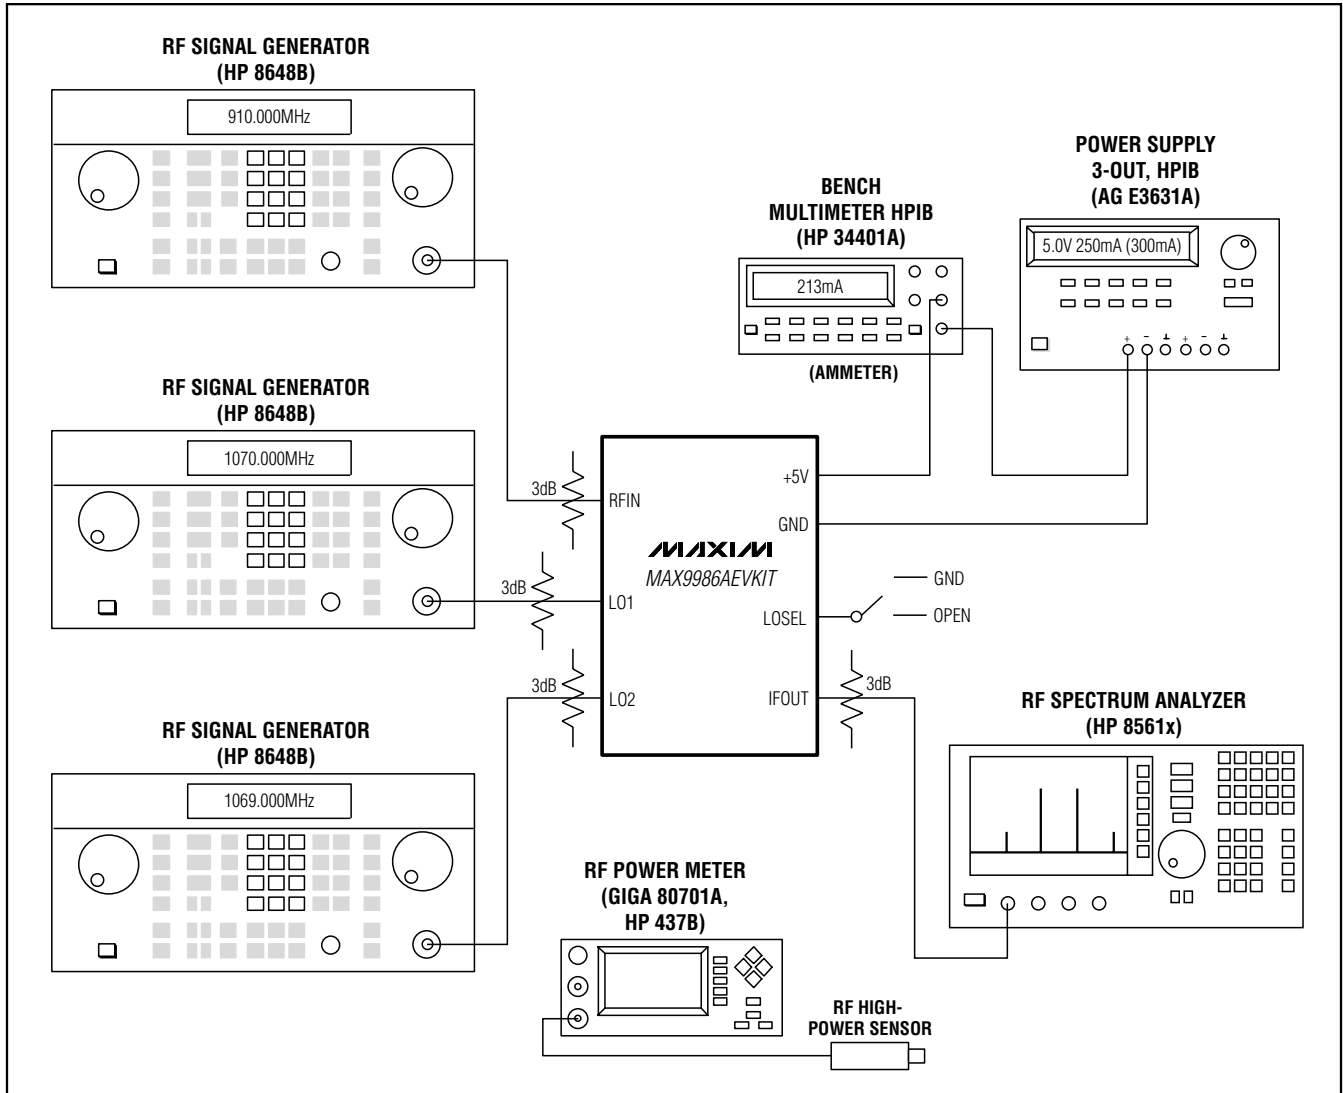 RF SIGNAL GENERATOR
(HP 8648B)
910.000MHz
RF SIGNAL GENERATOR
(HP 8648B)
1070.000MHz
RF SIGNAL GENERATOR
(HP 8648B)
1069.000MHz
BENCH
MULTIMETER HPIB
(HP 34401A)
213mA
(AMMETER)
POWER SUPPLY
3-OUT, HPIB
(AG E3631A)
5.0V 250mA (300mA)
+ - ⊥ + - ⊥
3dB
RFIN
3dB
LO1
3dB
LO2
MAXIM
MAX9986AEVKIT
+5V
GND
LOSEL
GND
OPEN
IFOUT
3dB
RF SPECTRUM ANALYZER
(HP 8561x)
RF POWER METER
(GIGA 80701A,
HP 437B)
RF HIGH-
POWER SENSOR